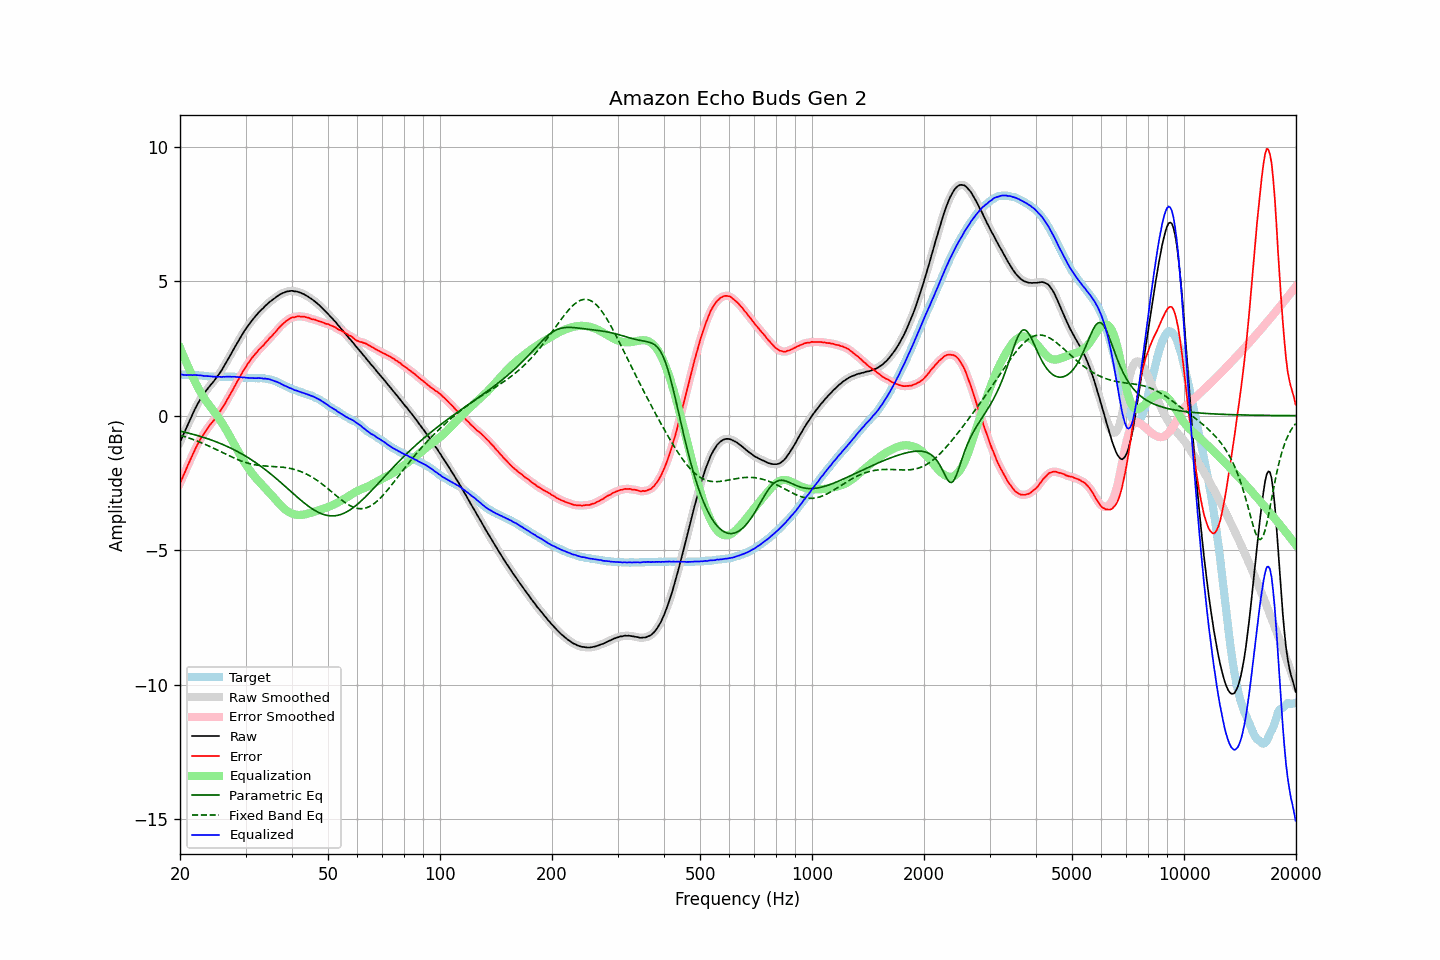 Amazon Echo Buds Gen 2
Amplitude (dBr)
10
5
0
−5
−10
−15
Target
Raw Smoothed
Error Smoothed
Raw
Error
Equalization
Parametric Eq
Fixed Band Eq
Equalized
20
50
100
200
500
1000
2000
5000
10000
20000
Frequency (Hz)